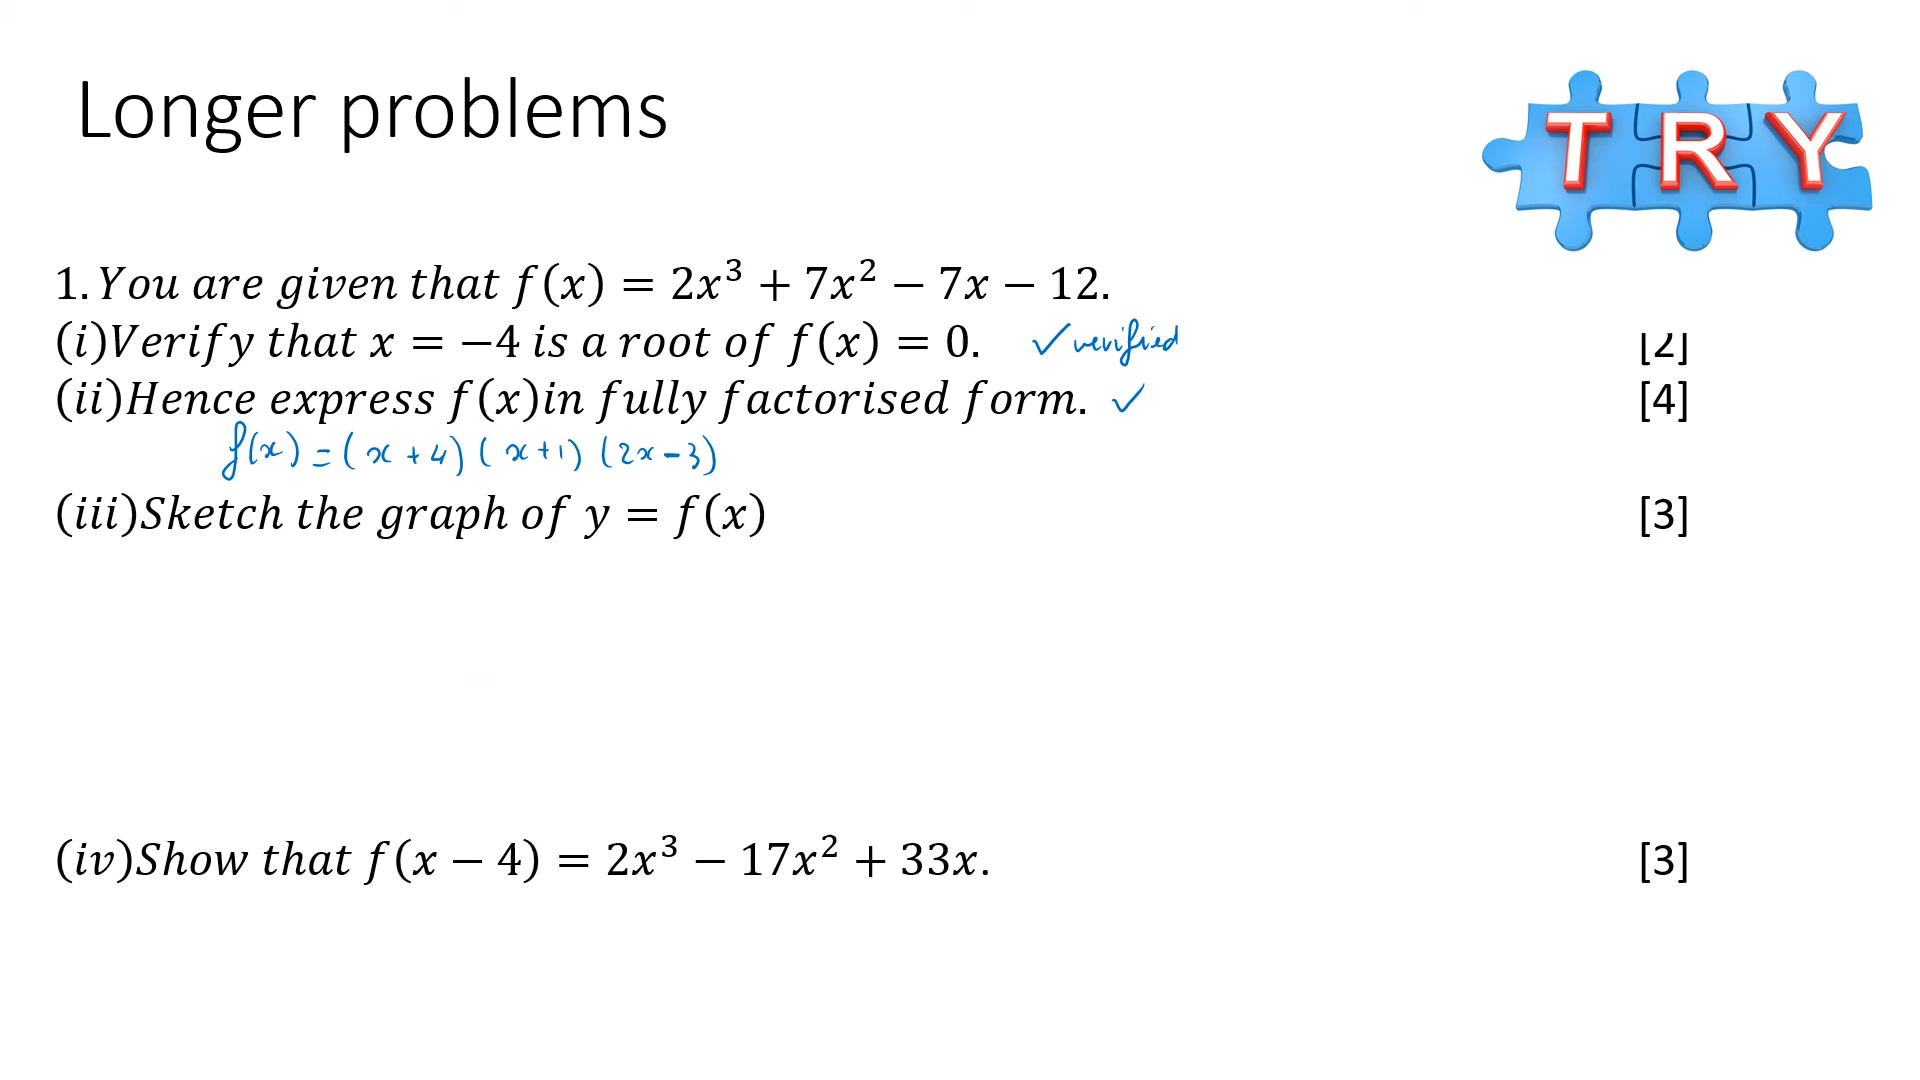 Longer problems
TRY
1. You are given that f(x) = 2x³ + 7x² − 7x − 12.
(i)Verify that x = −4 is a root of f(x) = 0. ✓ verified [2]
(ii)Hence express f(x)in fully factorised form. ✓ [4]
f(x) = (x + 4) (x + 1) (2x − 3)
(iii)Sketch the graph of y = f(x) [3]
(iv)Show that f(x − 4) = 2x³ − 17x² + 33x. [3]